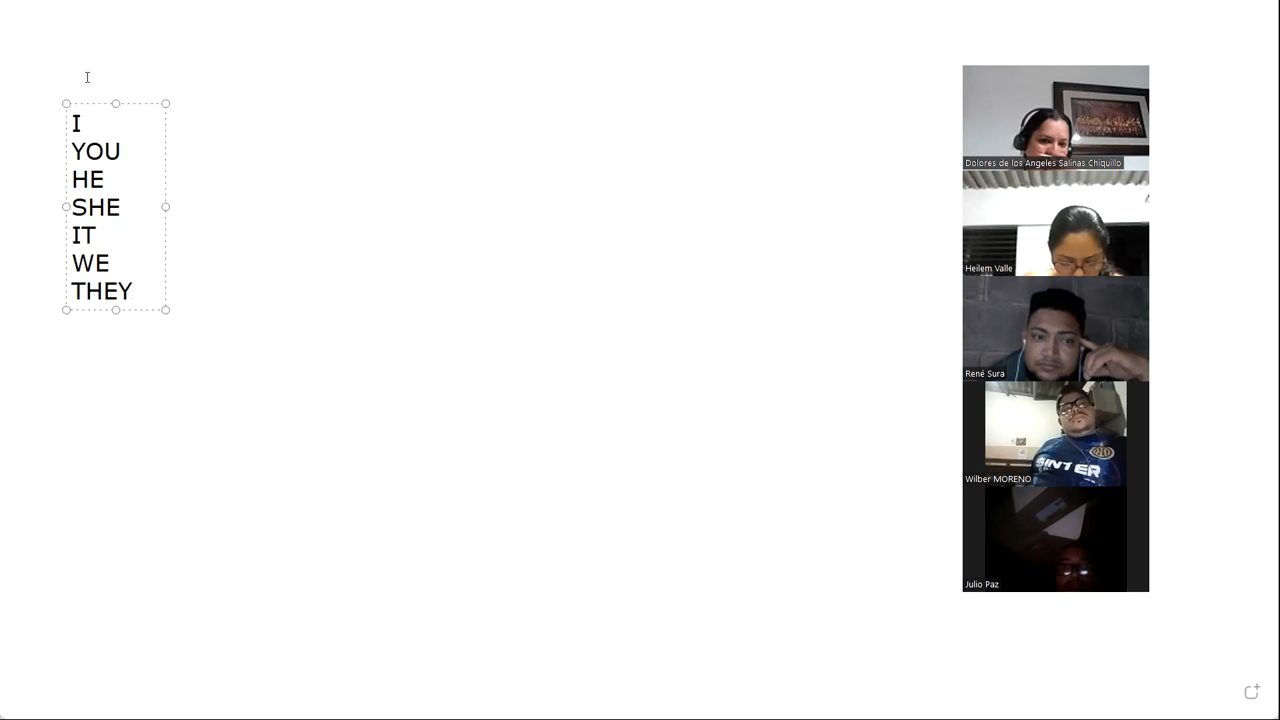 I
YOU
HE
SHE
IT
WE
THEY
Dolores de los Angeles Salinas Chiquillo
Heilem Valle
René Sura
Wilber MORENO
SINTER
Julio Paz